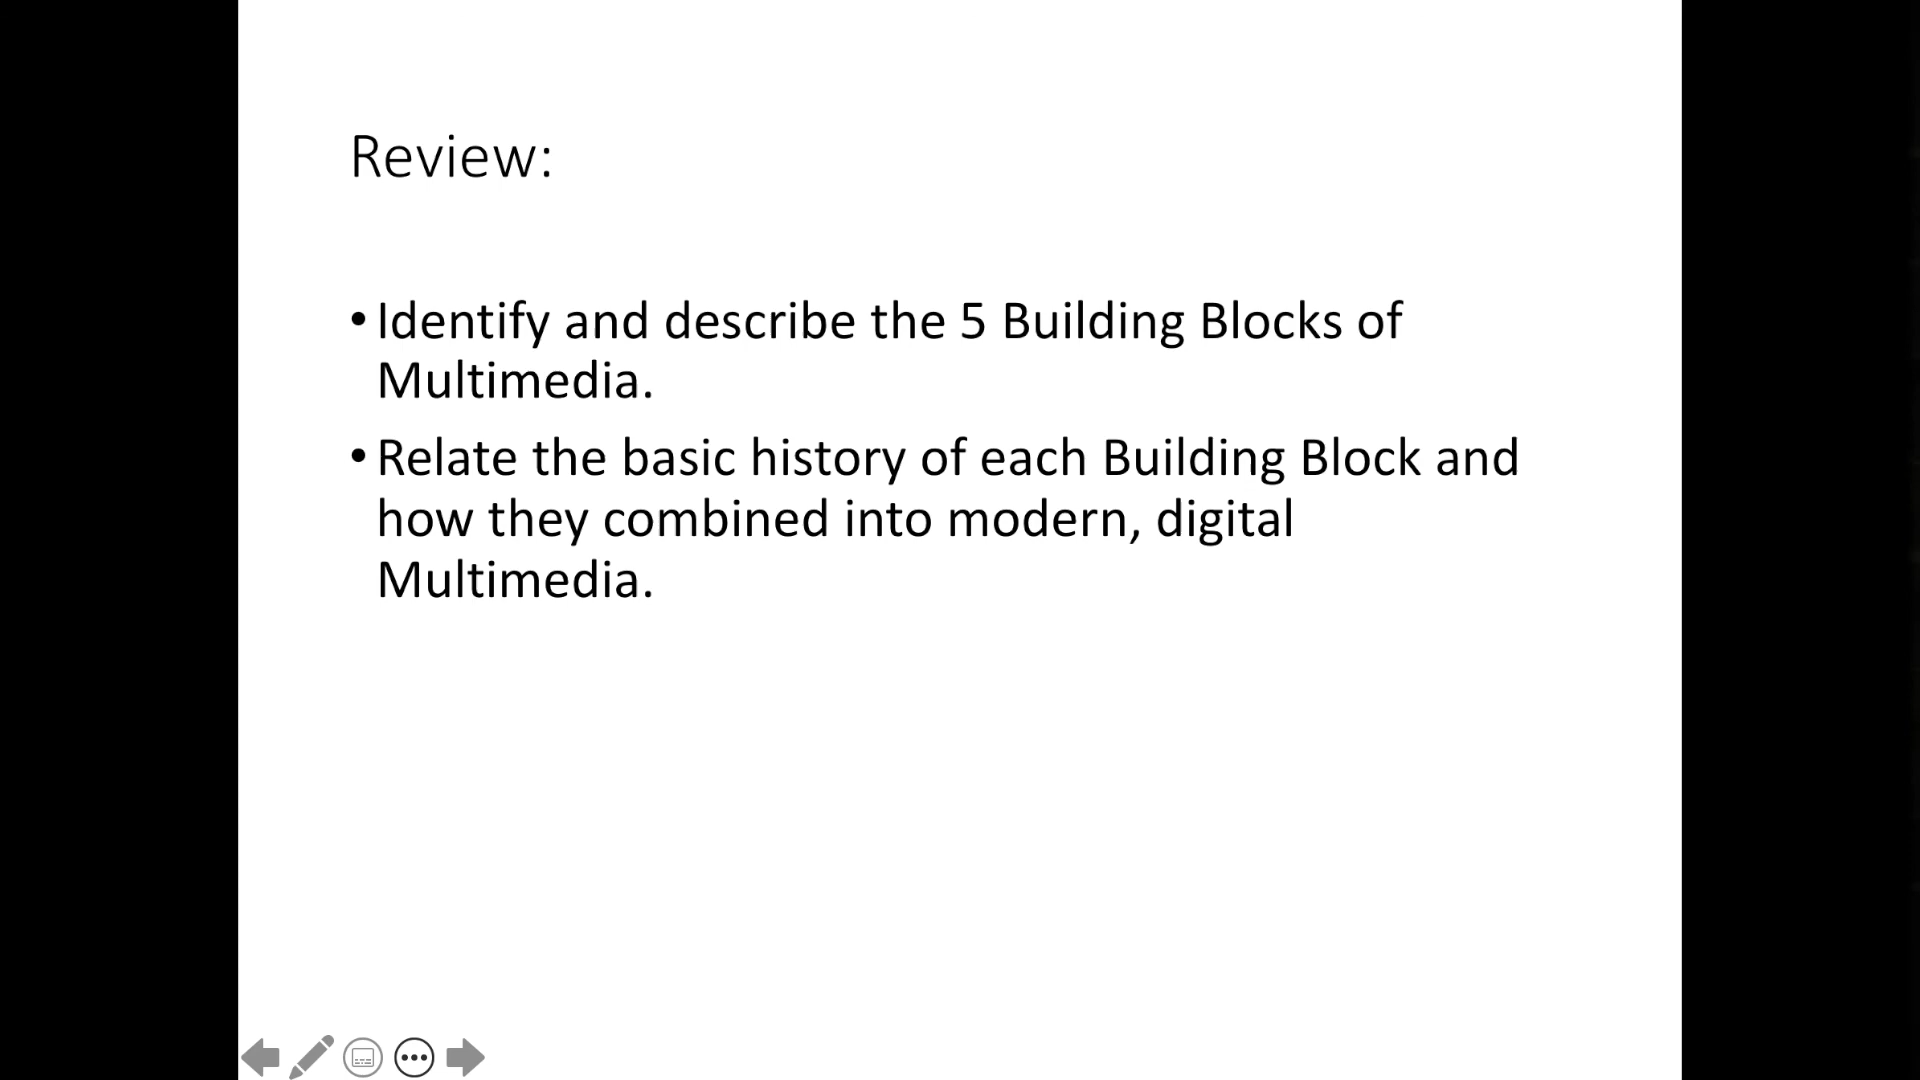 Review:
• Identify and describe the 5 Building Blocks of
Multimedia.
• Relate the basic history of each Building Block and
how they combined into modern, digital
Multimedia.